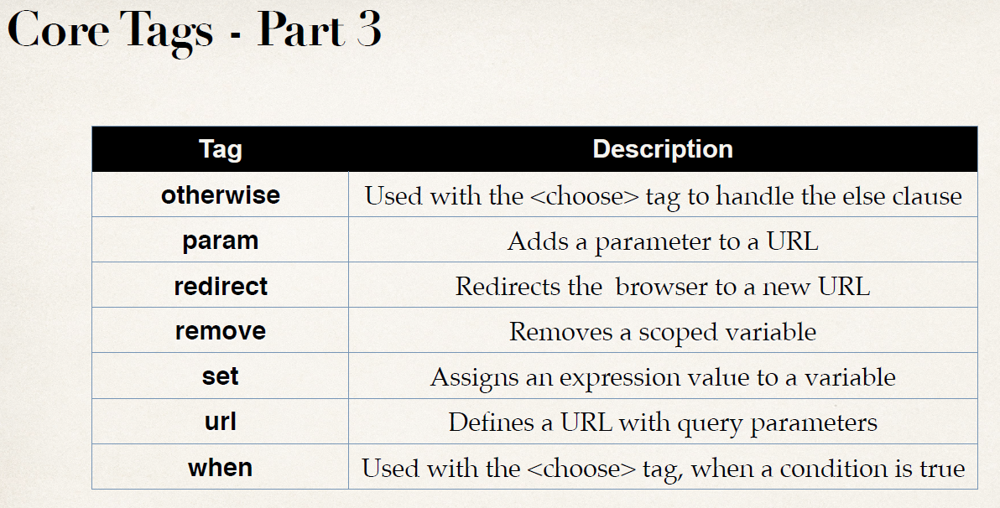 Core Tags - Part 3
Tag Description
otherwise Used with the <choose> tag to handle the else clause
param Adds a parameter to a URL
redirect Redirects the browser to a new URL
remove Removes a scoped variable
set Assigns an expression value to a variable
url Defines a URL with query parameters
when Used with the <choose> tag, when a condition is true